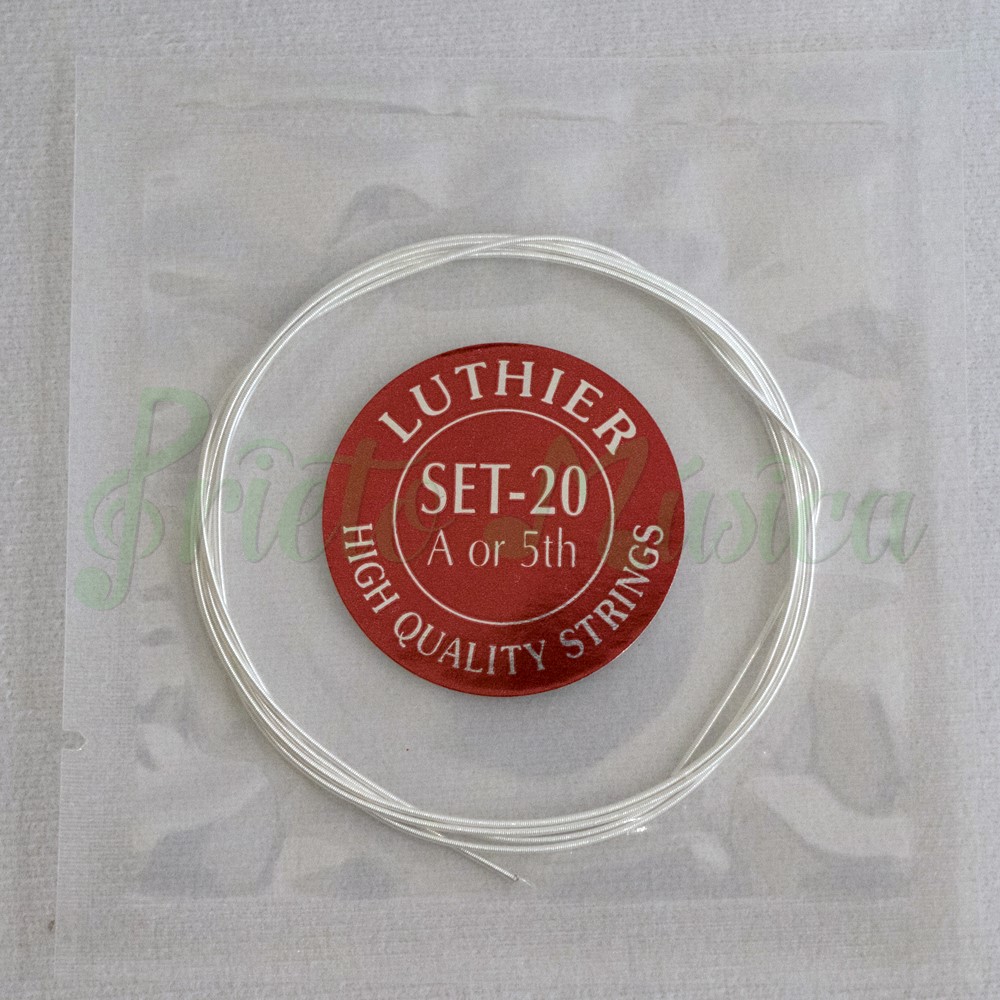 LUTHIER
SET-20
A or 5th
HIGH QUALITY STRINGS
Prieto Música